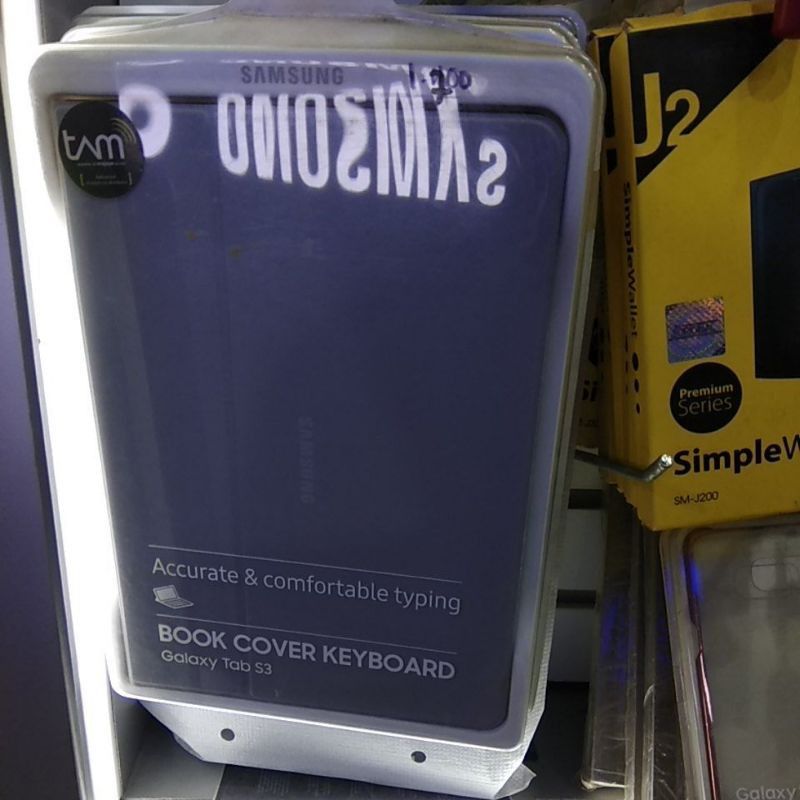 SAMSUNG
1-700
tam
SAMSUNG
SAMSUNG
Accurate & comfortable typing
BOOK COVER KEYBOARD
Galaxy Tab S3
J2
SimpleWallet
Premium
Series
SimpleW
SM-J200
Galaxy